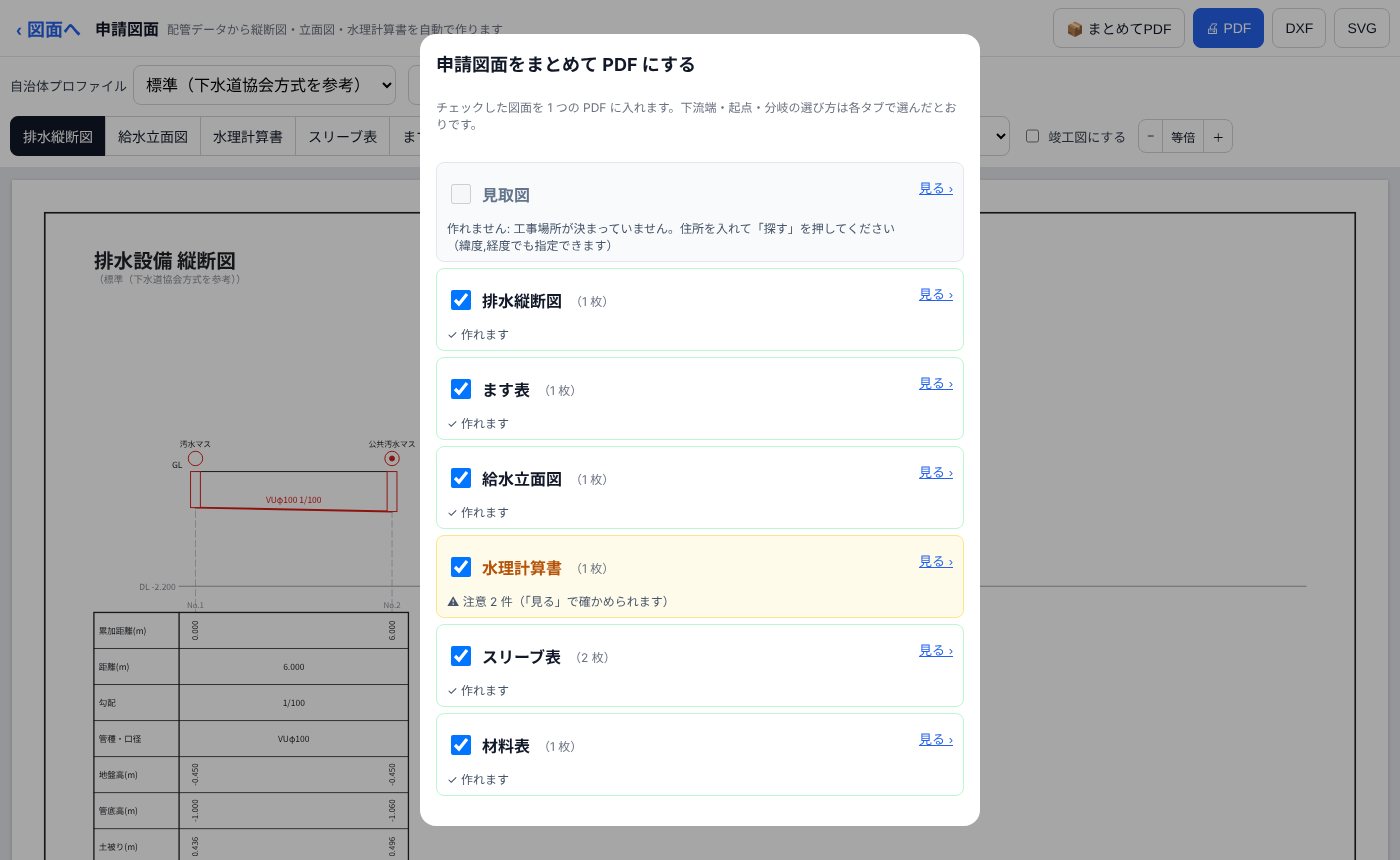 ‹ 図面へ 申請図面 配管データから縦断図・立面図・水理計算書を自動で作ります 📦 まとめてPDF 🖨 PDF DXF SVG
自治体プロファイル 標準（下水道協会方式を参考）
排水縦断図 給水立面図 水理計算書 スリーブ表 竣工図にする － 等倍 ＋
排水設備 縦断図
（標準（下水道協会方式を参考））
汚水マス 公共汚水マス
GL
VUφ100 1/100
DL -2.200
No.1 No.2
累加距離(m) 0.000 6.000
距離(m) 6.000
勾配 1/100
管種・口径 VUφ100
地盤高(m) -0.450 -0.450
管底高(m) -1.000 -1.060
土被り(m) 0.436 0.496
申請図面をまとめて PDF にする
チェックした図面を 1 つの PDF に入れます。下流端・起点・分岐の選び方は各タブで選んだとお
りです。
見取図 見る ›
作れません: 工事場所が決まっていません。住所を入れて「探す」を押してください
（緯度,経度でも指定できます）
排水縦断図 （1 枚） 見る ›
✓ 作れます
ます表 （1 枚） 見る ›
✓ 作れます
給水立面図 （1 枚） 見る ›
✓ 作れます
水理計算書 （1 枚） 見る ›
⚠ 注意 2 件（「見る」で確かめられます）
スリーブ表 （2 枚） 見る ›
✓ 作れます
材料表 （1 枚） 見る ›
✓ 作れます